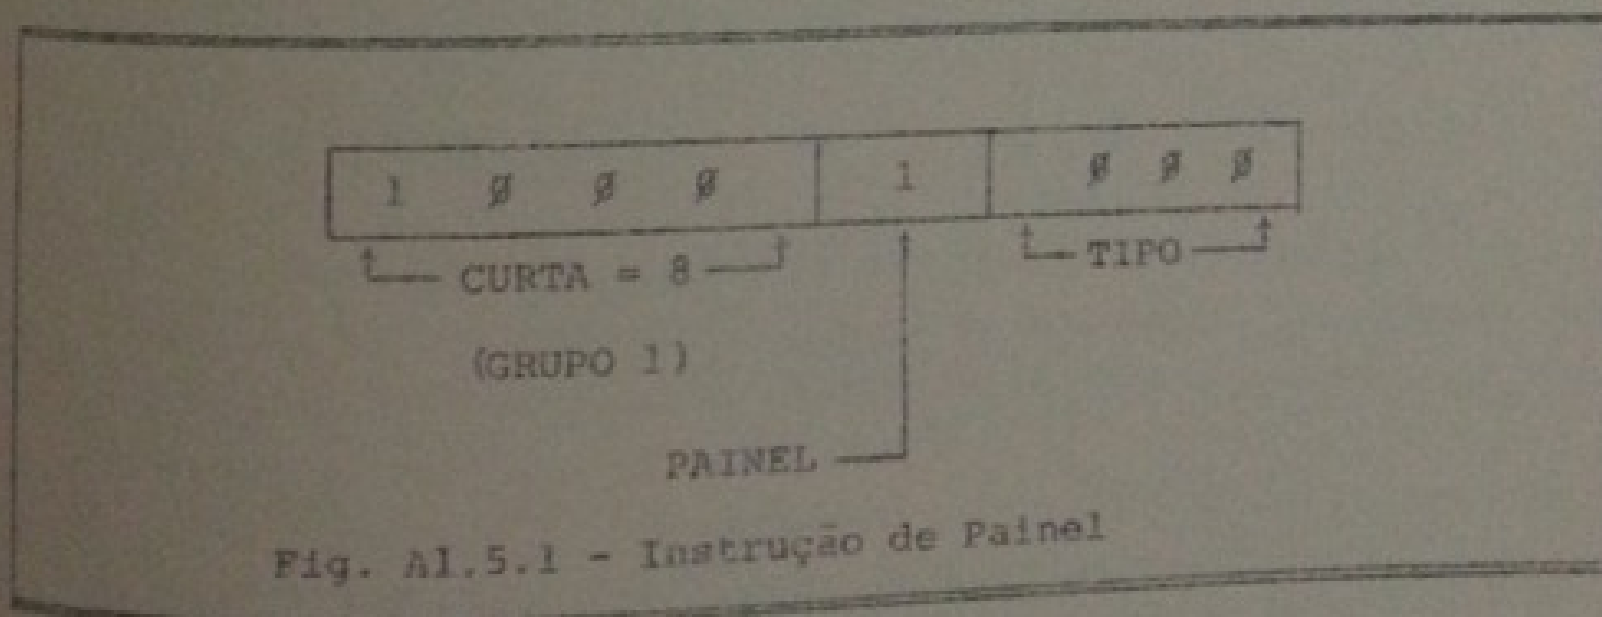 1 Ø Ø Ø 1 Ø Ø Ø
CURTA = 8 TIPO
(GRUPO 1)
PAINEL
Fig. A1.5.1 - Instrução de Painel